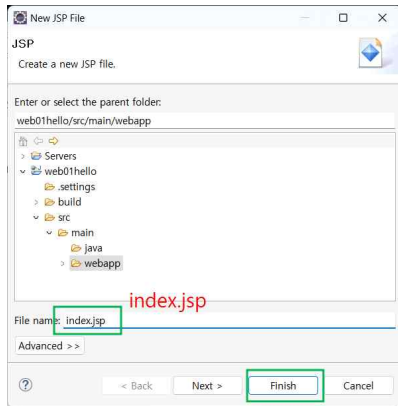 New JSP File
JSP
Create a new JSP file.
Enter or select the parent folder:
web01hello/src/main/webapp
Servers
web01hello
.settings
build
src
main
java
webapp
index.jsp
File name: index.jsp
Advanced >>
< Back Next > Finish Cancel